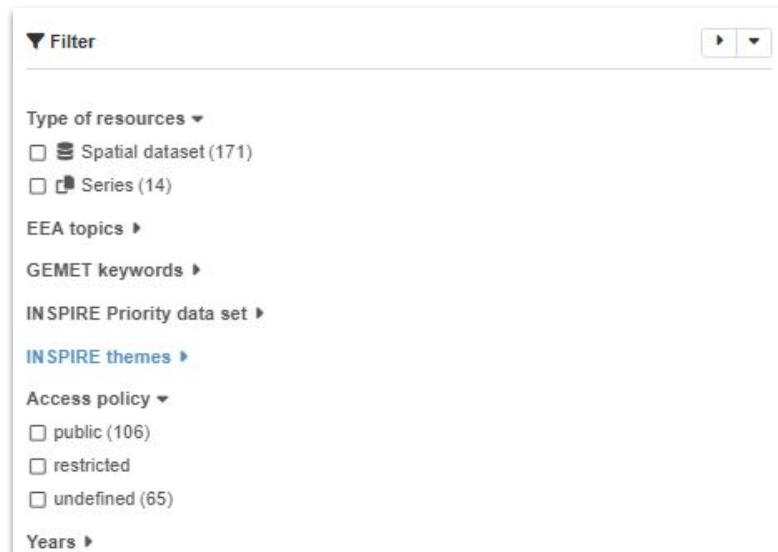 Filter
Type of resources
Spatial dataset (171)
Series (14)
EEA topics
GEMET keywords
INSPIRE Priority data set
INSPIRE themes
Access policy
public (106)
restricted
undefined (65)
Years